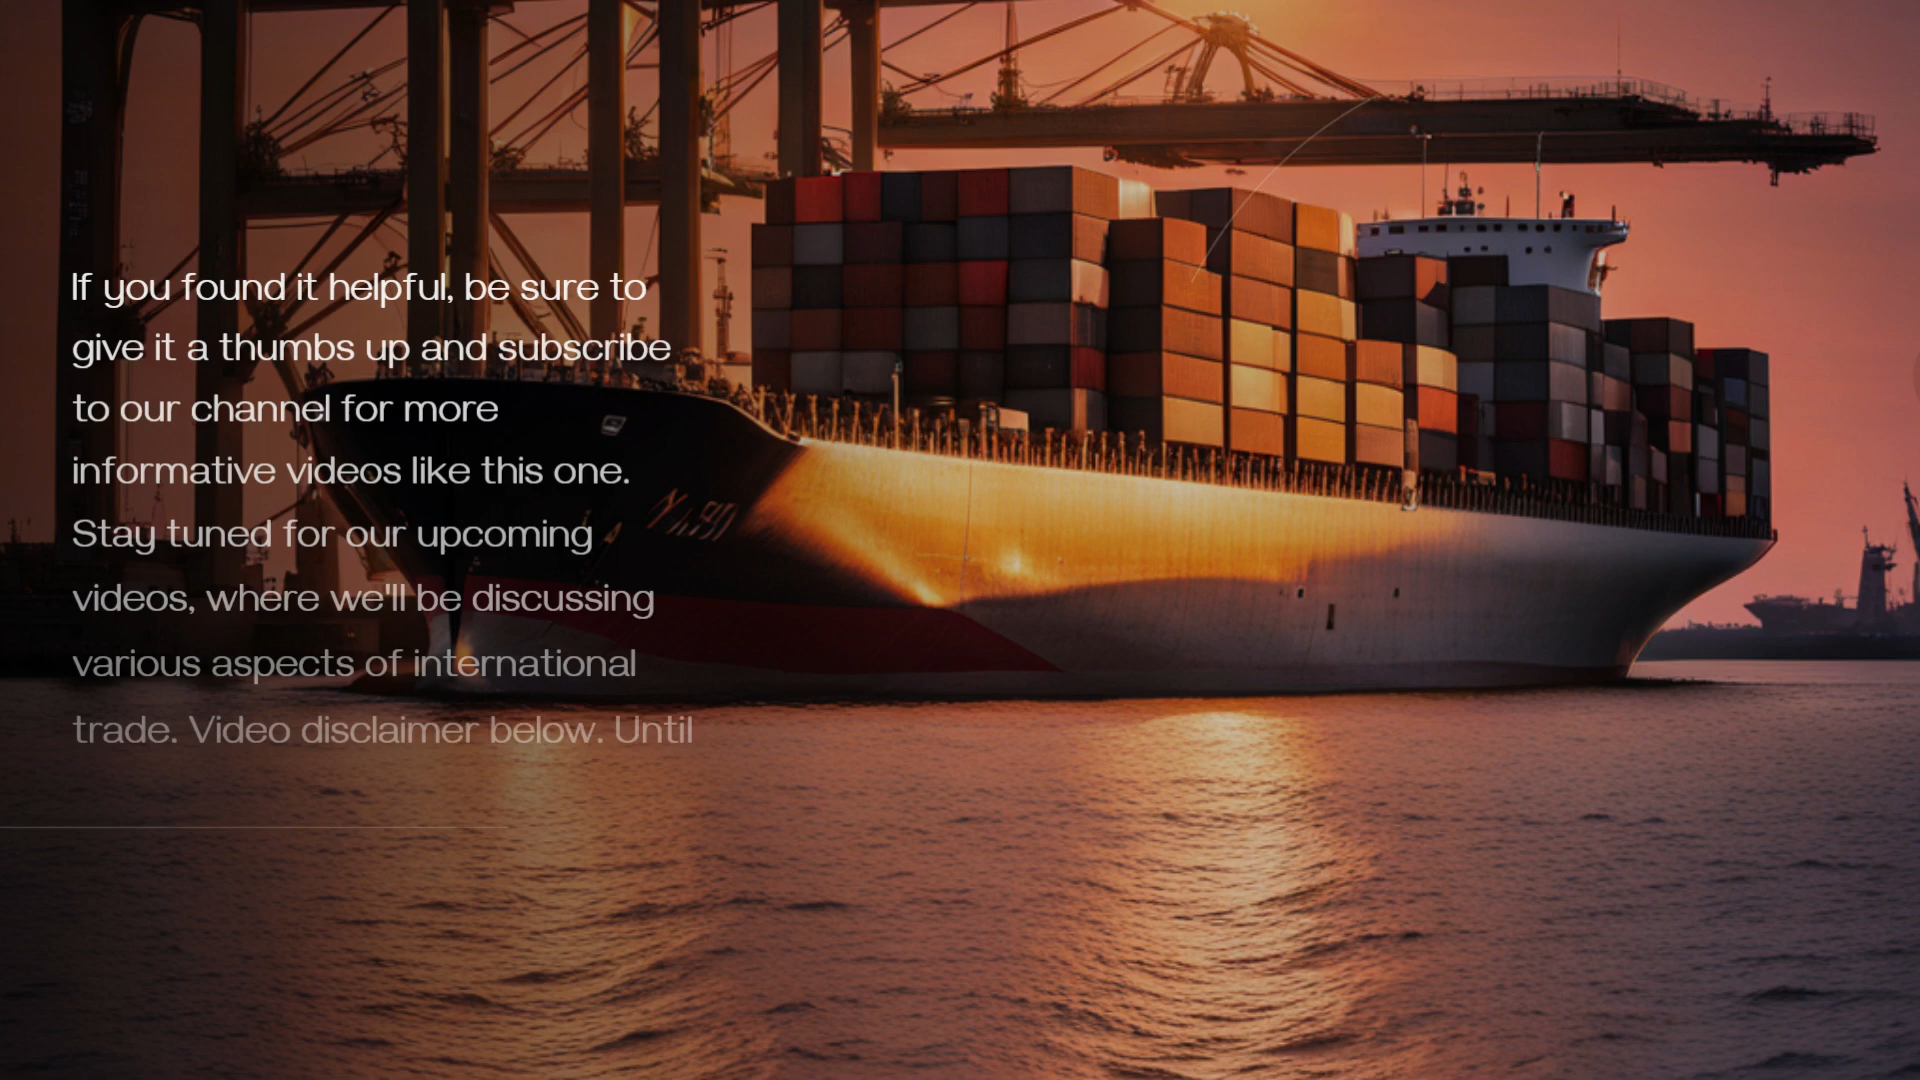 If you found it helpful, be sure to
give it a thumbs up and subscribe
to our channel for more
informative videos like this one.
Stay tuned for our upcoming
videos, where we'll be discussing
various aspects of international
trade. Video disclaimer below. Until